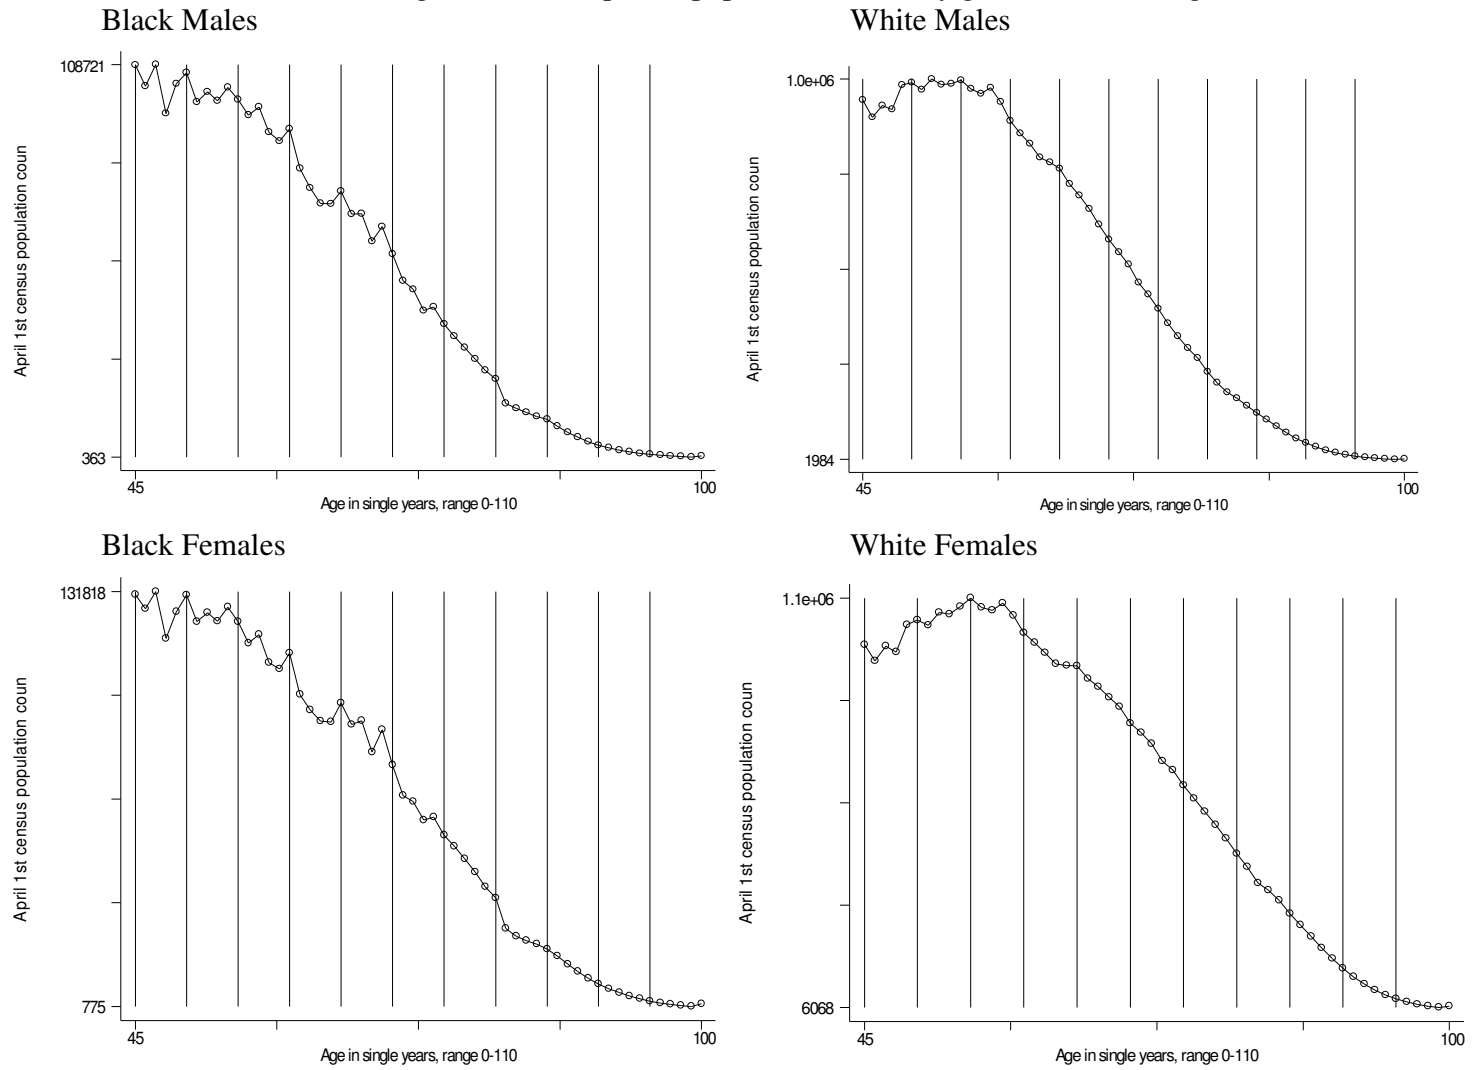 Black Males
White Males
108721
363
45
100
Age in single years, range 0-110
April 1st census population coun
1.0e+06
1984
45
100
Age in single years, range 0-110
April 1st census population coun
Black Females
White Females
131818
775
45
100
Age in single years, range 0-110
April 1st census population coun
1.1e+06
6068
45
100
Age in single years, range 0-110
April 1st census population coun